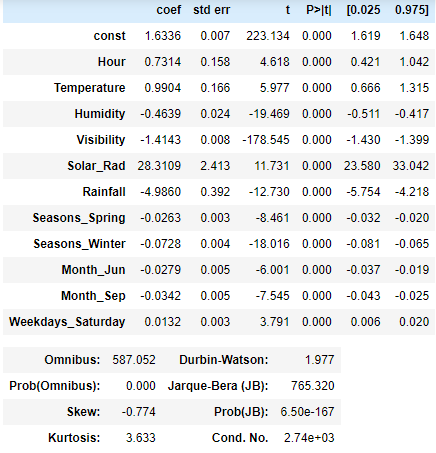 coef std err t P>|t| [0.025 0.975]
const 1.6336 0.007 223.134 0.000 1.619 1.648
Hour 0.7314 0.158 4.618 0.000 0.421 1.042
Temperature 0.9904 0.166 5.977 0.000 0.666 1.315
Humidity -0.4639 0.024 -19.469 0.000 -0.511 -0.417
Visibility -1.4143 0.008 -178.545 0.000 -1.430 -1.399
Solar_Rad 28.3109 2.413 11.731 0.000 23.580 33.042
Rainfall -4.9860 0.392 -12.730 0.000 -5.754 -4.218
Seasons_Spring -0.0263 0.003 -8.461 0.000 -0.032 -0.020
Seasons_Winter -0.0728 0.004 -18.016 0.000 -0.081 -0.065
Month_Jun -0.0279 0.005 -6.001 0.000 -0.037 -0.019
Month_Sep -0.0342 0.005 -7.545 0.000 -0.043 -0.025
Weekdays_Saturday 0.0132 0.003 3.791 0.000 0.006 0.020
Omnibus: 587.052 Durbin-Watson: 1.977
Prob(Omnibus): 0.000 Jarque-Bera (JB): 765.320
Skew: -0.774 Prob(JB): 6.50e-167
Kurtosis: 3.633 Cond. No. 2.74e+03